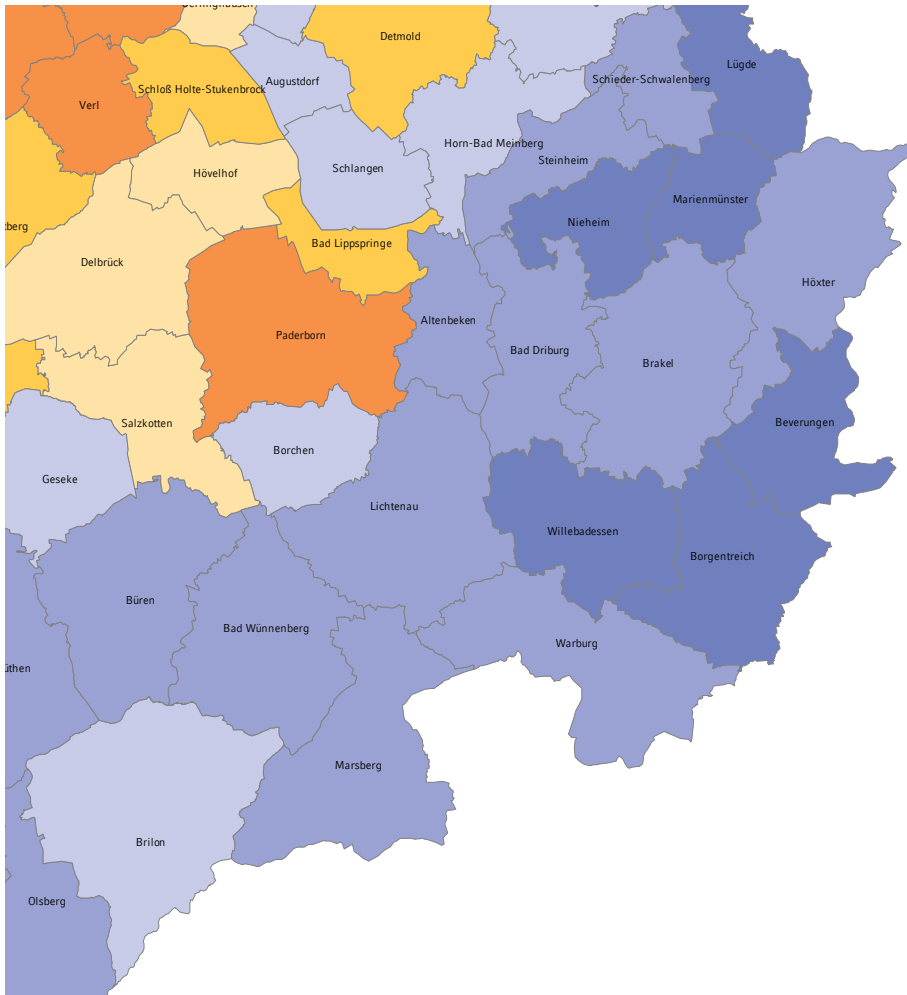 Detmold
Lügde
Schieder-Schwalenberg
Augustdorf
Schloß Holte-Stukenbrock
Verl
Horn-Bad Meinberg
Steinheim
Schlangen
Hövelhof
Marienmünster
Nieheim
berg
Bad Lippspringe
Delbrück
Höxter
Altenbeken
Paderborn
Bad Driburg
Brakel
Salzkotten
Beverungen
Borchen
Geseke
Lichtenau
Willebadessen
Borgentreich
Büren
Bad Wünnenberg
Warburg
üthen
Marsberg
Brilon
Olsberg